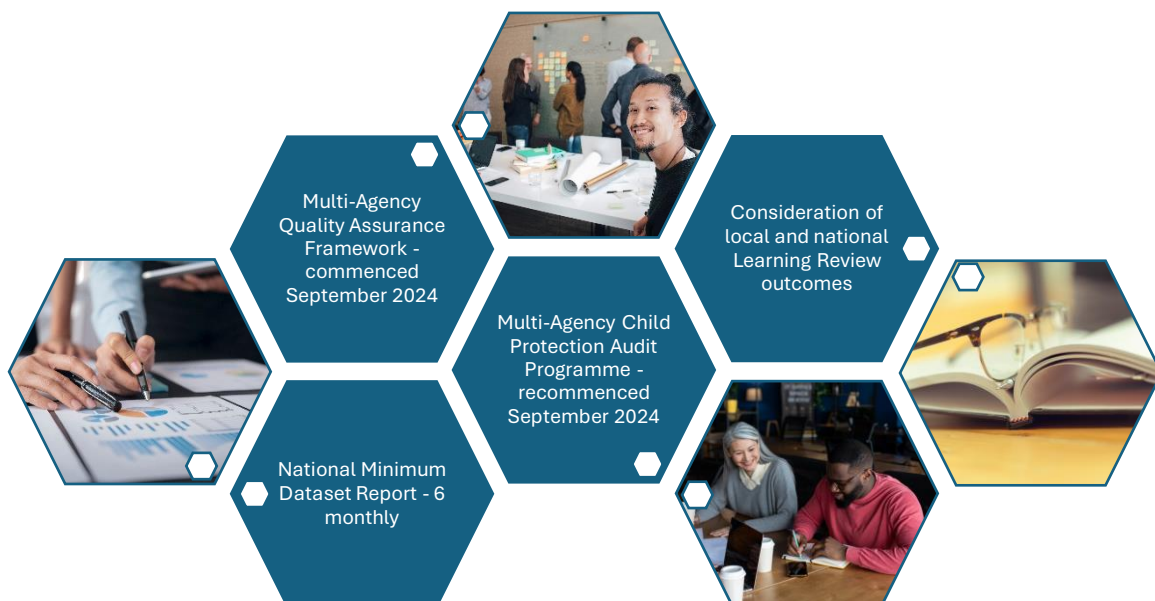 Multi-Agency
Quality Assurance
Framework -
commenced
September 2024
Consideration of
local and national
Learning Review
outcomes
Multi-Agency Child
Protection Audit
Programme -
recommenced
September 2024
National Minimum
Dataset Report - 6
monthly